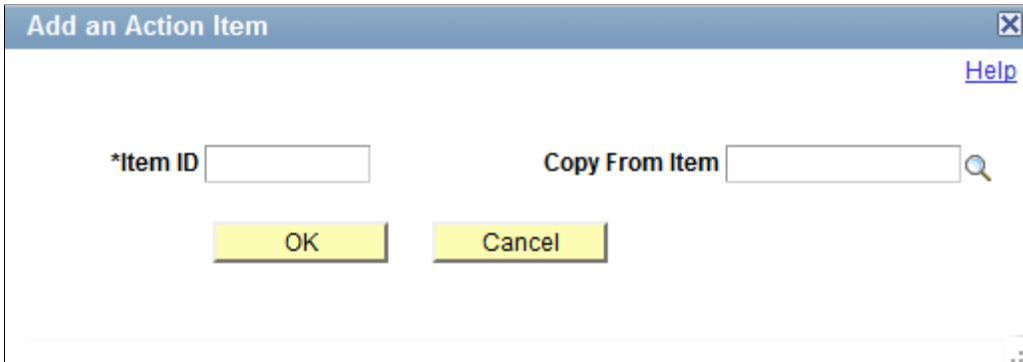 Add an Action Item
Help
*Item ID Copy From Item
OK Cancel